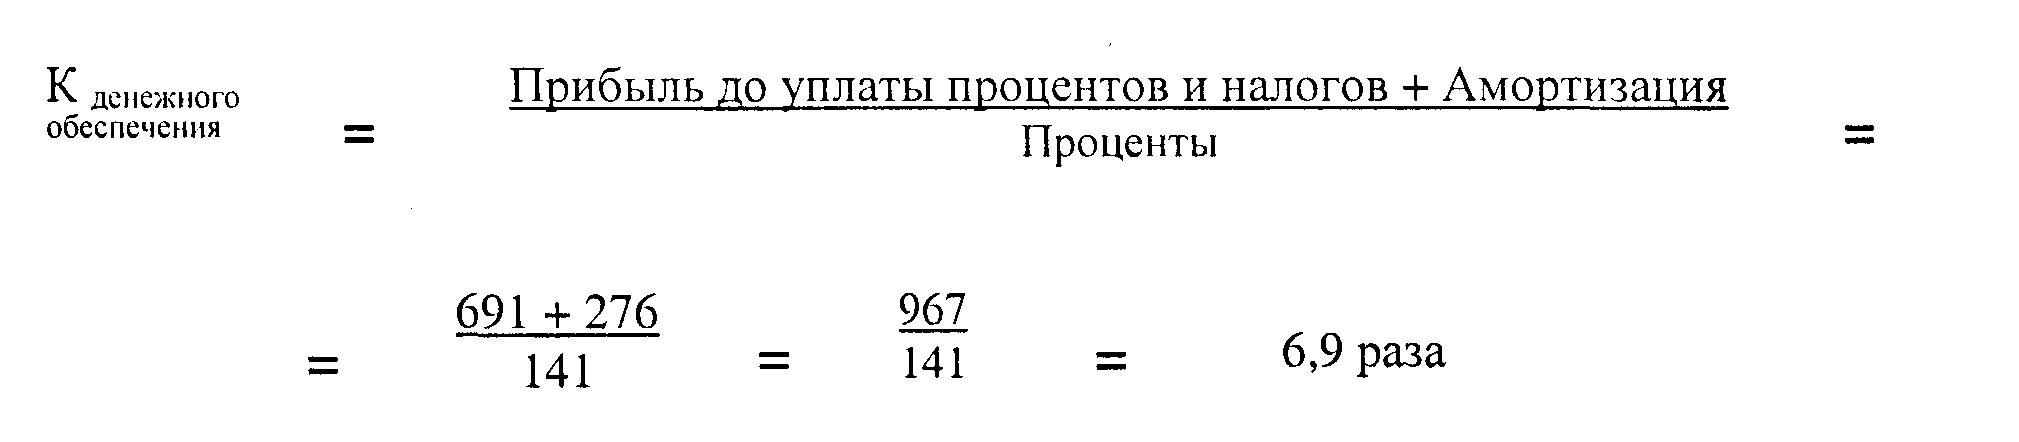 К денежного обеспечения = Прибыль до уплаты процентов и налогов + Амортизация =
Проценты
= 691 + 276 = 967 = 6,9 раза
141 141